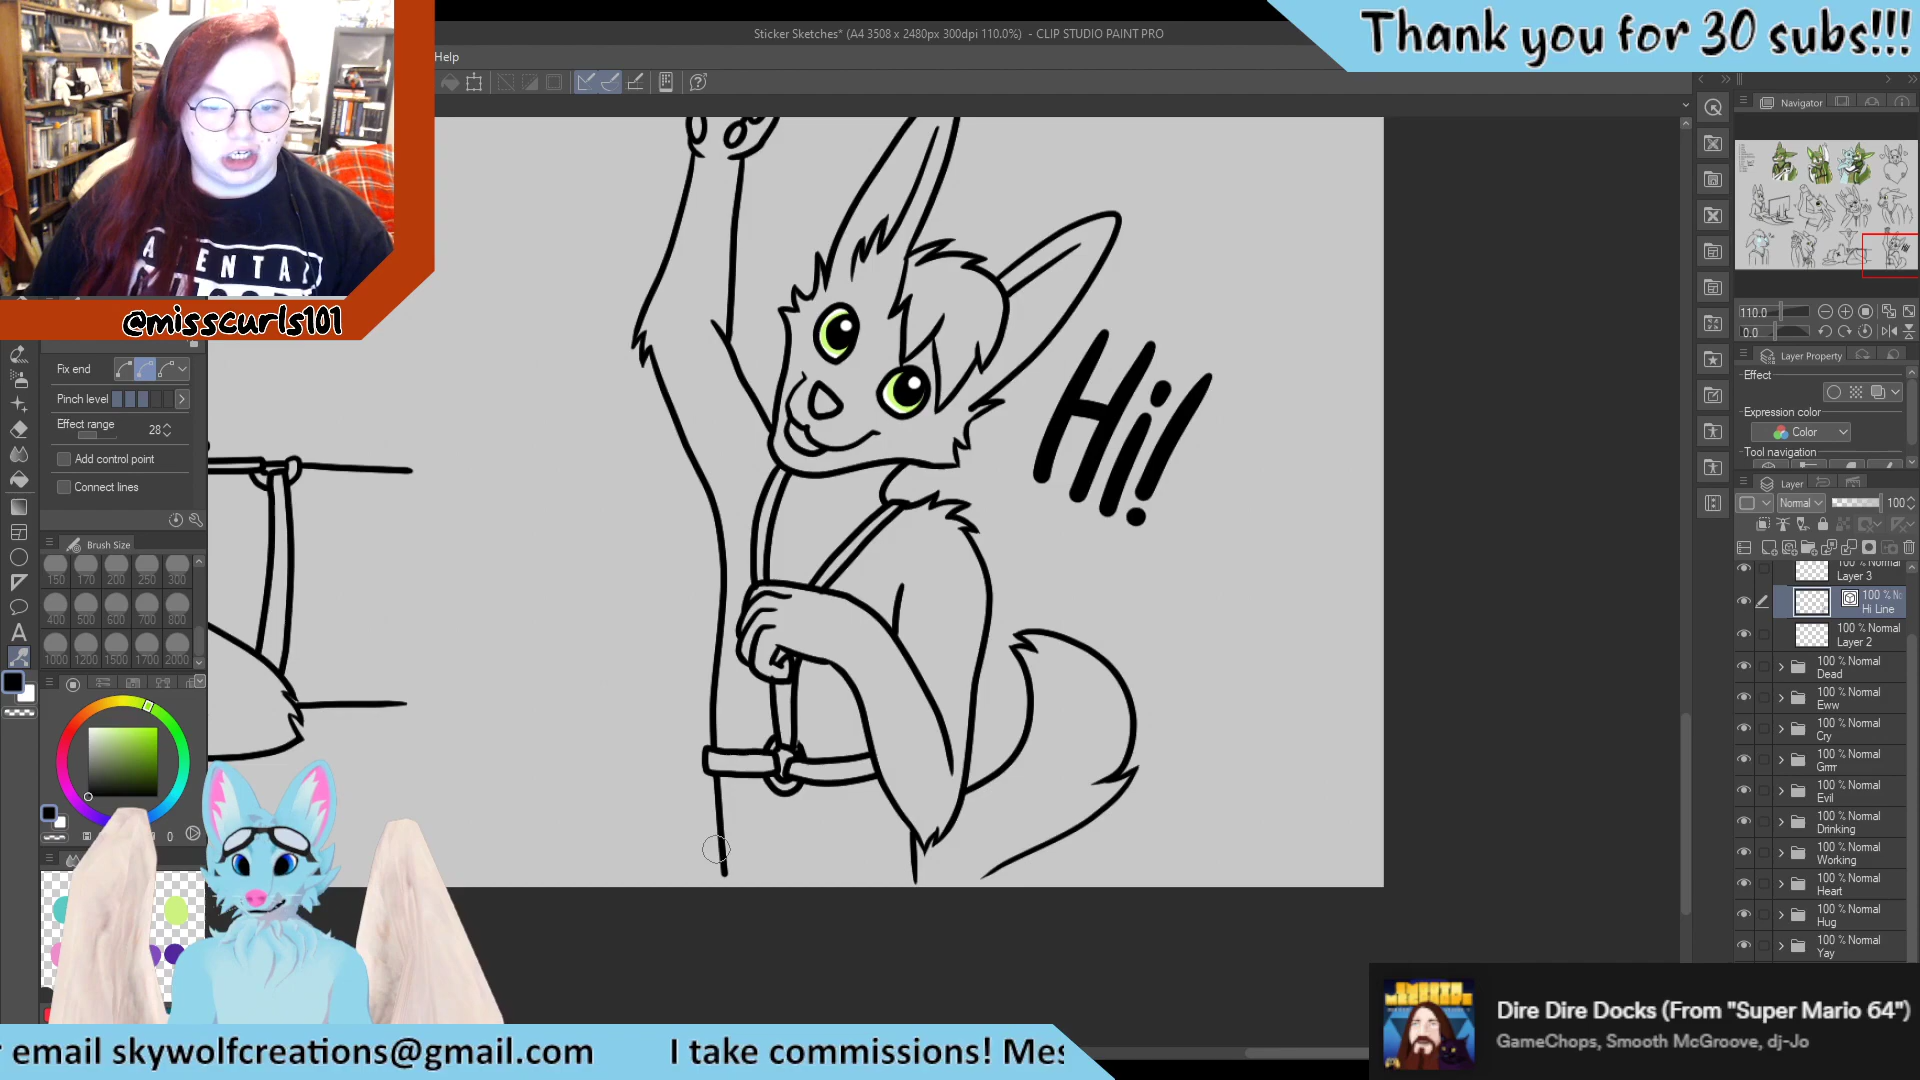 Thank you for 30 subs!!!
Sticker Sketches* (A4 3508 x 2480px 300dpi 110.0%) - CLIP STUDIO PAINT PRO
Help
@misscurls101
Fix end
Pinch level
Effect range 28
Add control point
Connect lines
Brush Size
150 170 200 250 300
400 500 600 700 800
1000 1200 1500 1700 2000
0
Hi!
Navigator
110.0
0.0
Layer Property
Effect
Expression color
Color
Tool navigation
Layer
Normal 100
100 % Normal
Layer 3
Hi Line
100 % Normal
Layer 2
100 % Normal
Dead
100 % Normal
Eww
100 % Normal
Cry
100 % Normal
Grrrr
100 % Normal
Evil
100 % Normal
Drinking
100 % Normal
Working
100 % Normal
Heart
100 % Normal
Hug
100 % Normal
Yay
Dire Dire Docks (From "Super Mario 64")
GameChops, Smooth McGroove, dj-Jo
email skywolfcreations@gmail.com I take commissions!